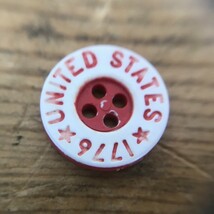 UNITED STATES
★ 1776 ★